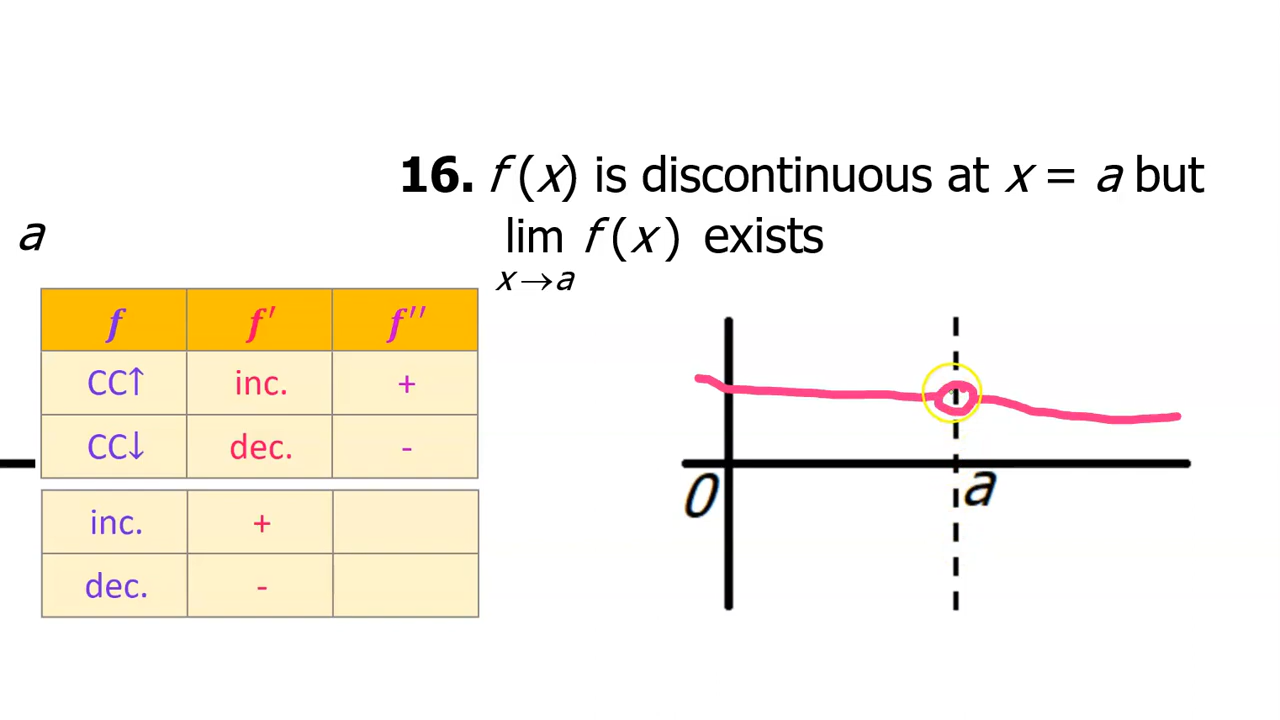 16. f (x) is discontinuous at x = a but
lim f (x) exists
x→a
a
f f′ f′′
CC↑ inc. +
CC↓ dec. -
inc. +
dec. -
0 a